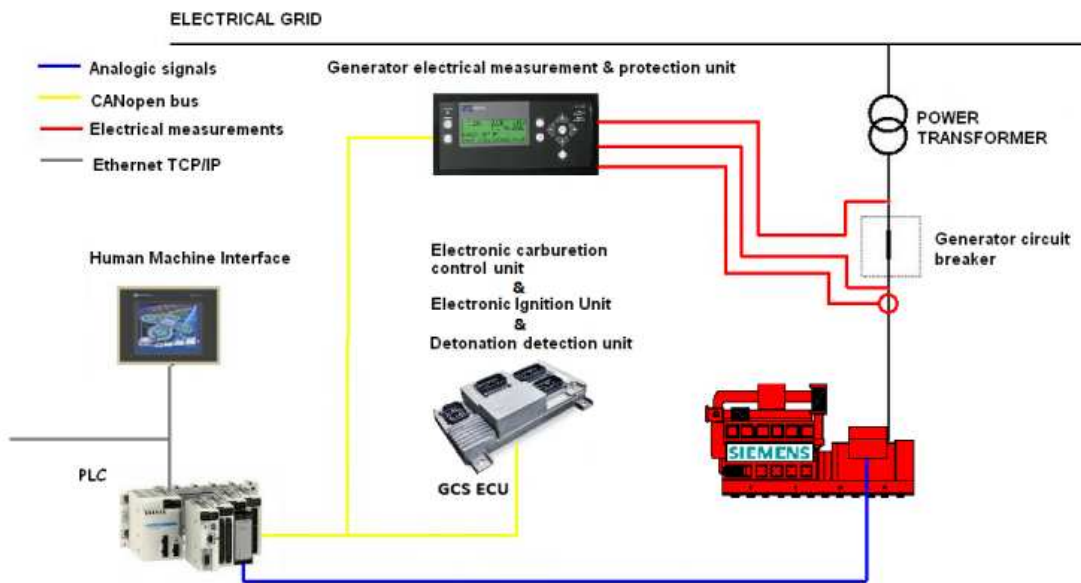 ELECTRICAL GRID
Analogic signals
CANopen bus
Electrical measurements
Ethernet TCP/IP
Generator electrical measurement & protection unit
POWER
TRANSFORMER
Generator circuit
breaker
Human Machine Interface
Electronic carburetion
control unit
&
Electronic Ignition Unit
&
Detonation detection unit
SIEMENS
PLC
GCS ECU